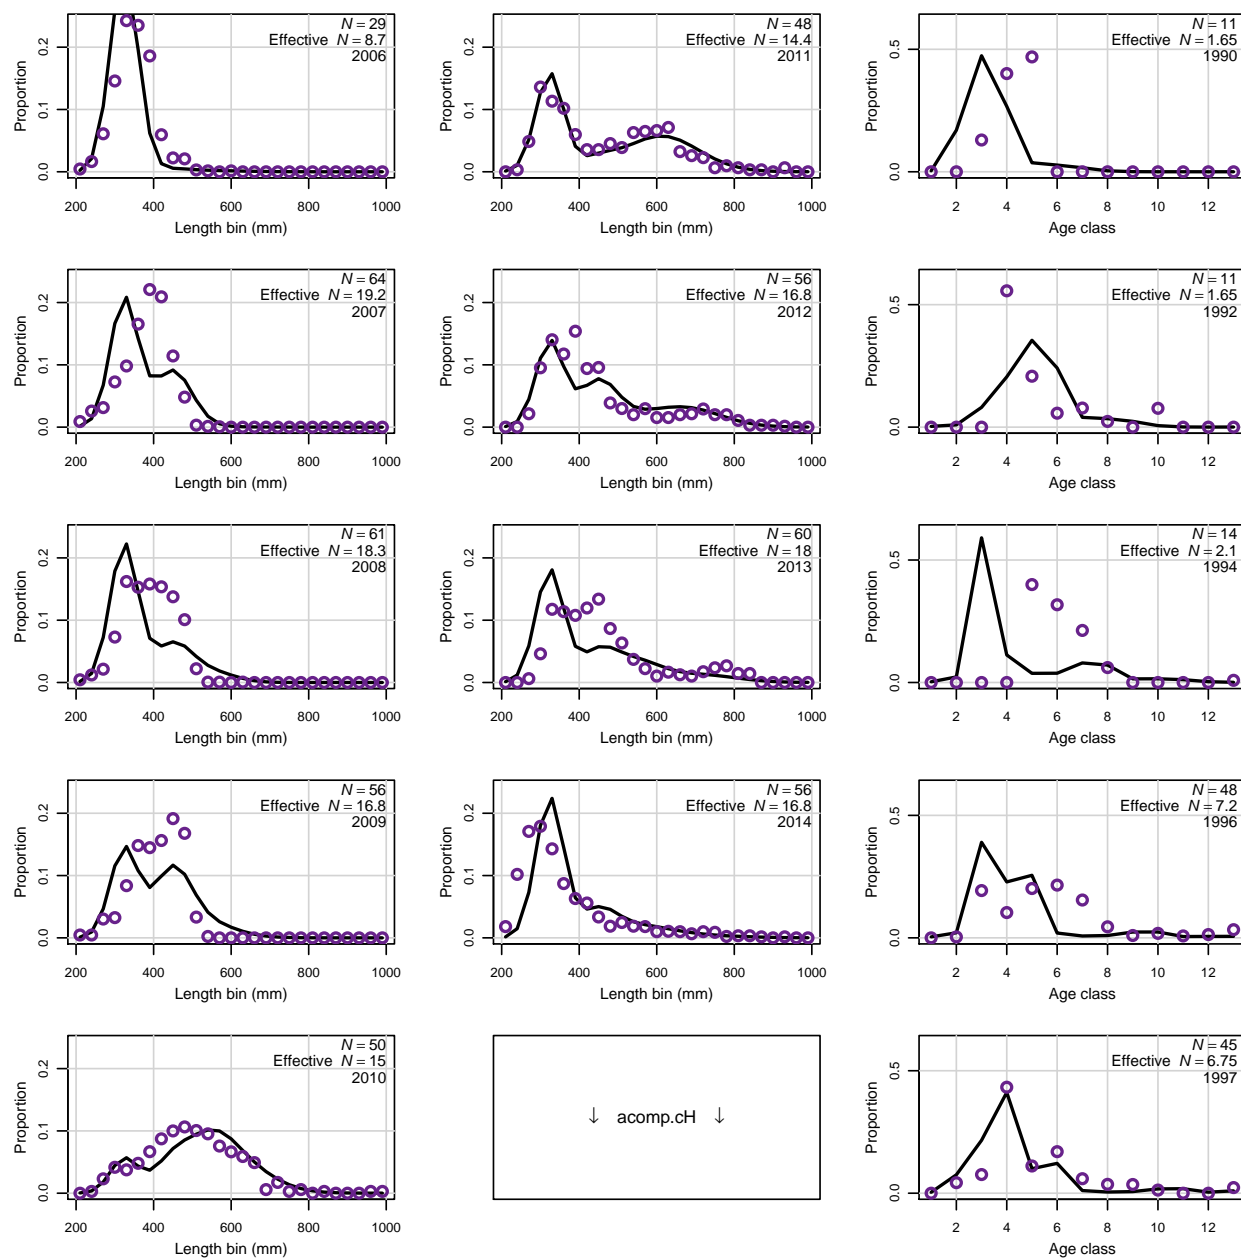 N = 29
Effective N = 8.7
2006
Proportion
0.0 0.1 0.2
200 400 600 800 1000
Length bin (mm)
N = 64
Effective N = 19.2
2007
Proportion
0.0 0.1 0.2
200 400 600 800 1000
Length bin (mm)
N = 61
Effective N = 18.3
2008
Proportion
0.0 0.1 0.2
200 400 600 800 1000
Length bin (mm)
N = 56
Effective N = 16.8
2009
Proportion
0.0 0.1 0.2
200 400 600 800 1000
Length bin (mm)
N = 50
Effective N = 15
2010
Proportion
0.0 0.1 0.2
200 400 600 800 1000
Length bin (mm)
N = 48
Effective N = 14.4
2011
Proportion
0.0 0.1 0.2
200 400 600 800 1000
Length bin (mm)
N = 56
Effective N = 16.8
2012
Proportion
0.0 0.1 0.2
200 400 600 800 1000
Length bin (mm)
N = 60
Effective N = 18
2013
Proportion
0.0 0.1 0.2
200 400 600 800 1000
Length bin (mm)
N = 56
Effective N = 16.8
2014
Proportion
0.0 0.1 0.2
200 400 600 800 1000
Length bin (mm)
↓ acomp.cH ↓
N = 11
Effective N = 1.65
1990
Proportion
0.0 0.5
2 4 6 8 10 12
Age class
N = 11
Effective N = 1.65
1992
Proportion
0.0 0.5
2 4 6 8 10 12
Age class
N = 14
Effective N = 2.1
1994
Proportion
0.0 0.5
2 4 6 8 10 12
Age class
N = 48
Effective N = 7.2
1996
Proportion
0.0 0.5
2 4 6 8 10 12
Age class
N = 45
Effective N = 6.75
1997
Proportion
0.0 0.5
2 4 6 8 10 12
Age class